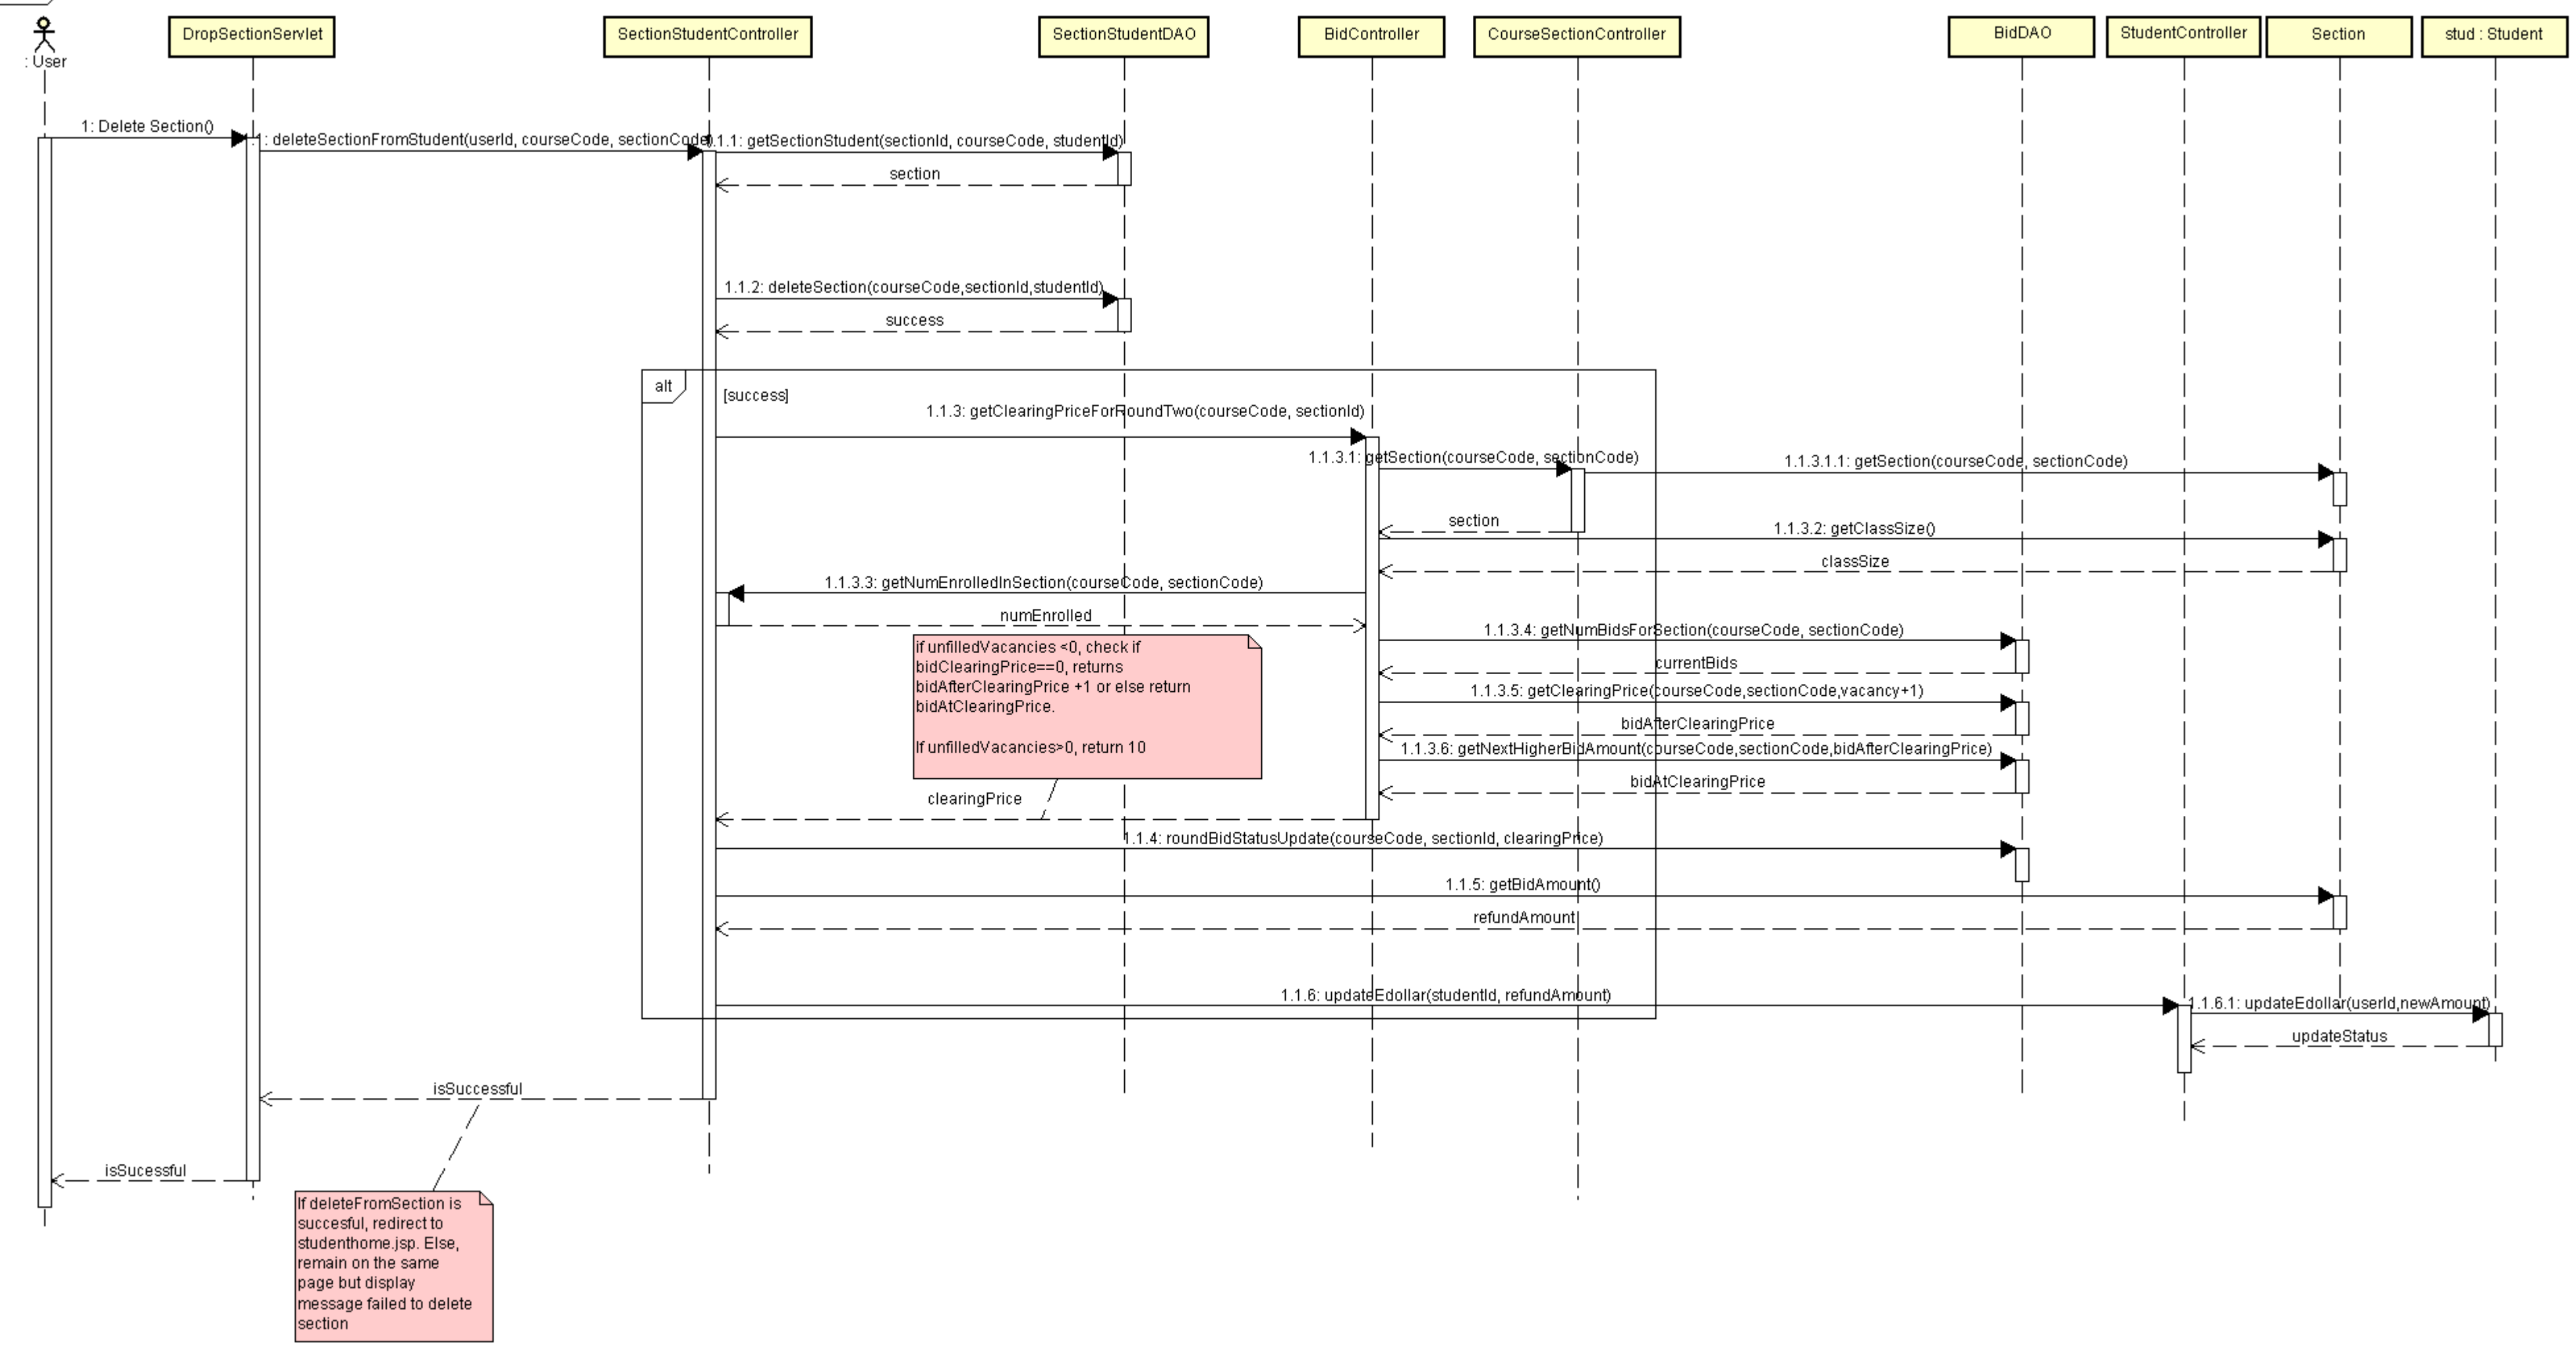 DropSectionServlet
SectionStudentController
SectionStudentDAO
BidController
CourseSectionController
BidDAO
StudentController
Section
stud : Student
: User
1: Delete Section()
1: deleteSectionFromStudent(userId, courseCode, sectionCode)
1.1: getSectionStudent(sectionId, courseCode, studentId)
section
1.1.2: deleteSection(courseCode,sectionId,studentId)
success
alt
[success]
1.1.3: getClearingPriceForRoundTwo(courseCode, sectionId)
1.1.3.1: getSection(courseCode, sectionCode)
1.1.3.1.1: getSection(courseCode, sectionCode)
section
1.1.3.2: getClassSize()
classSize
1.1.3.3: getNumEnrolledInSection(courseCode, sectionCode)
numEnrolled
1.1.3.4: getNumBidsForSection(courseCode, sectionCode)
if unfilledVacancies <0, check if
bidClearingPrice==0, returns
bidAfterClearingPrice +1 or else return
bidAtClearingPrice.
If unfilledVacancies>0, return 10
currentBids
1.1.3.5: getClearingPrice(courseCode,sectionCode,vacancy+1)
bidAfterClearingPrice
1.1.3.6: getNextHigherBidAmount(courseCode,sectionCode,bidAfterClearingPrice)
bidAtClearingPrice
clearingPrice
1.1.4: roundBidStatusUpdate(courseCode, sectionId, clearingPrice)
1.1.5: getBidAmount()
refundAmount
1.1.6: updateEdollar(studentId, refundAmount)
1.1.6.1: updateEdollar(userId,newAmount)
updateStatus
isSuccessful
isSucessful
If deleteFromSection is
succesful, redirect to
studenthome.jsp. Else,
remain on the same
page but display
message failed to delete
section